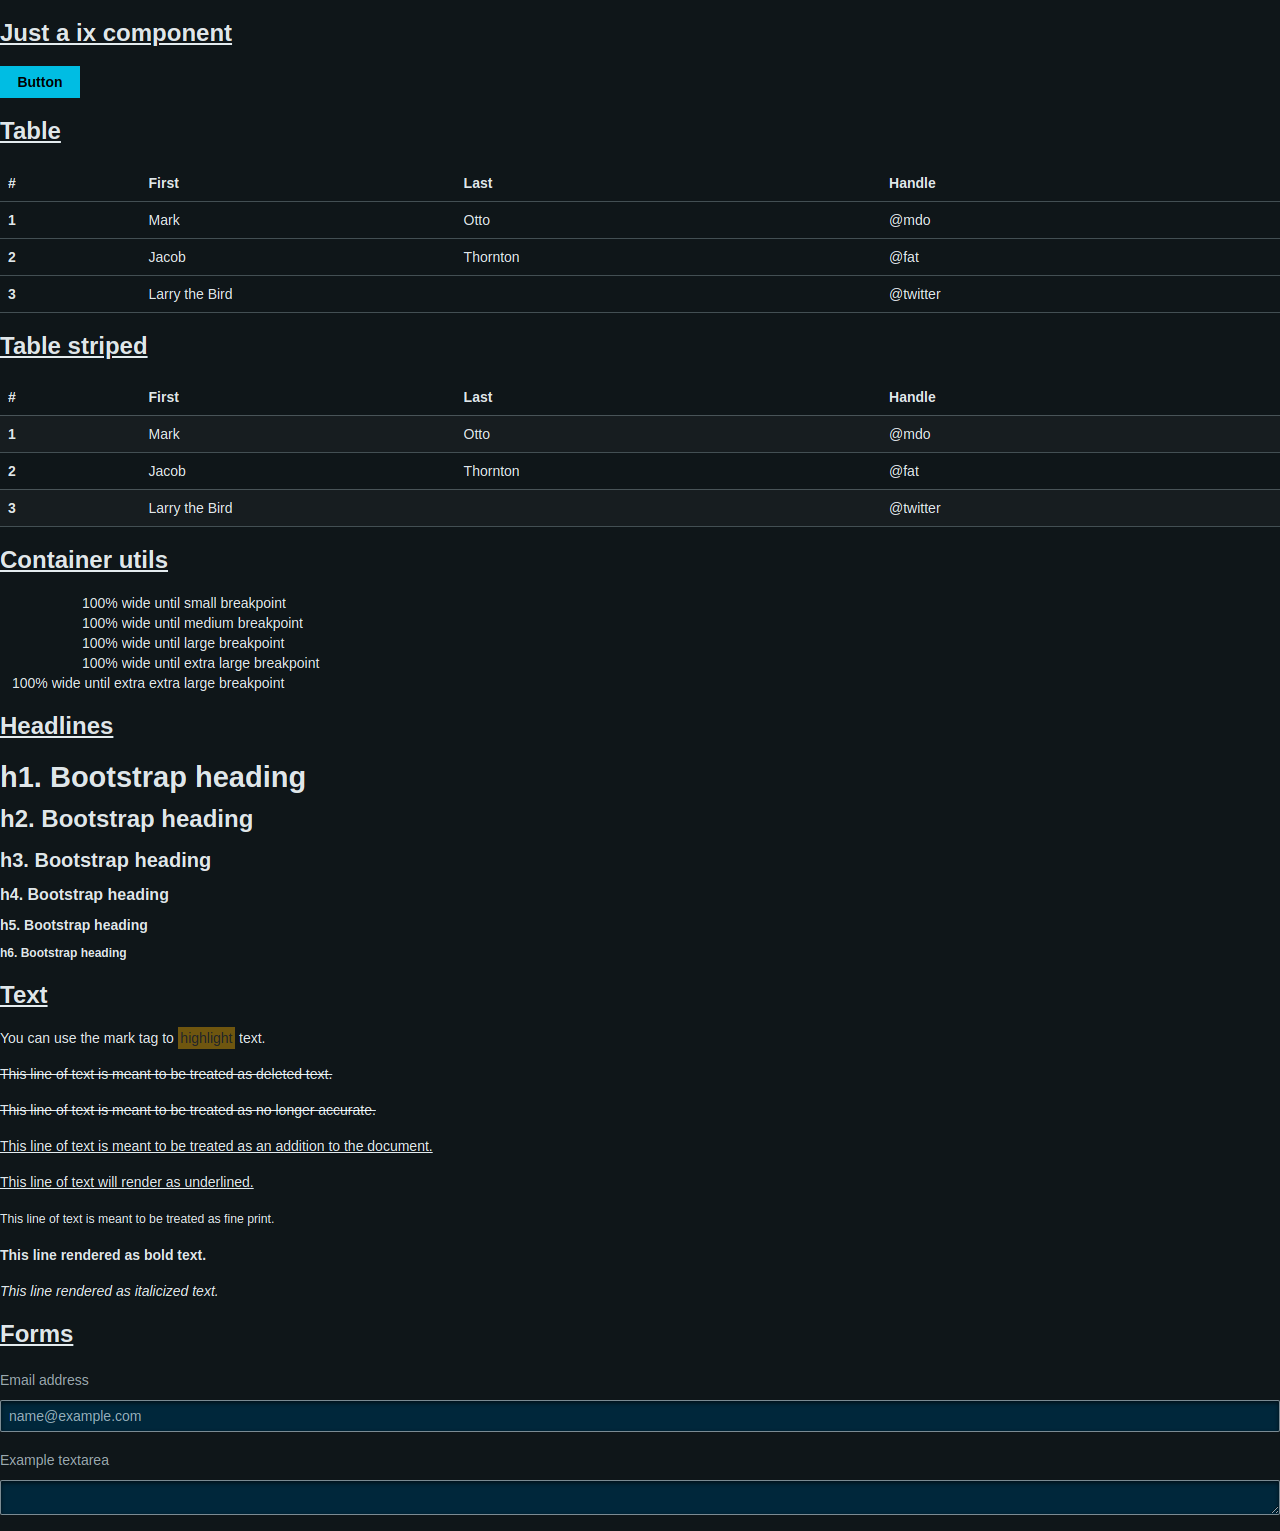 Just a ix component
Button
Table
# First Last Handle
1 Mark Otto @mdo
2 Jacob Thornton @fat
3 Larry the Bird @twitter
Table striped
# First Last Handle
1 Mark Otto @mdo
2 Jacob Thornton @fat
3 Larry the Bird @twitter
Container utils
100% wide until small breakpoint
100% wide until medium breakpoint
100% wide until large breakpoint
100% wide until extra large breakpoint
100% wide until extra extra large breakpoint
Headlines
h1. Bootstrap heading
h2. Bootstrap heading
h3. Bootstrap heading
h4. Bootstrap heading
h5. Bootstrap heading
h6. Bootstrap heading
Text
You can use the mark tag to highlight text.
This line of text is meant to be treated as deleted text.
This line of text is meant to be treated as no longer accurate.
This line of text is meant to be treated as an addition to the document.
This line of text will render as underlined.
This line of text is meant to be treated as fine print.
This line rendered as bold text.
This line rendered as italicized text.
Forms
Email address
name@example.com
Example textarea